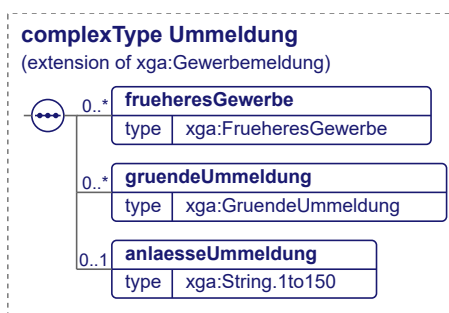 complexType Ummeldung
(extension of xga:Gewerbemeldung)
0..* frueheresGewerbe
type xga:FrueheresGewerbe
0..* gruendeUmmeldung
type xga:GruendeUmmeldung
0..1 anlaesseUmmeldung
type xga:String.1to150